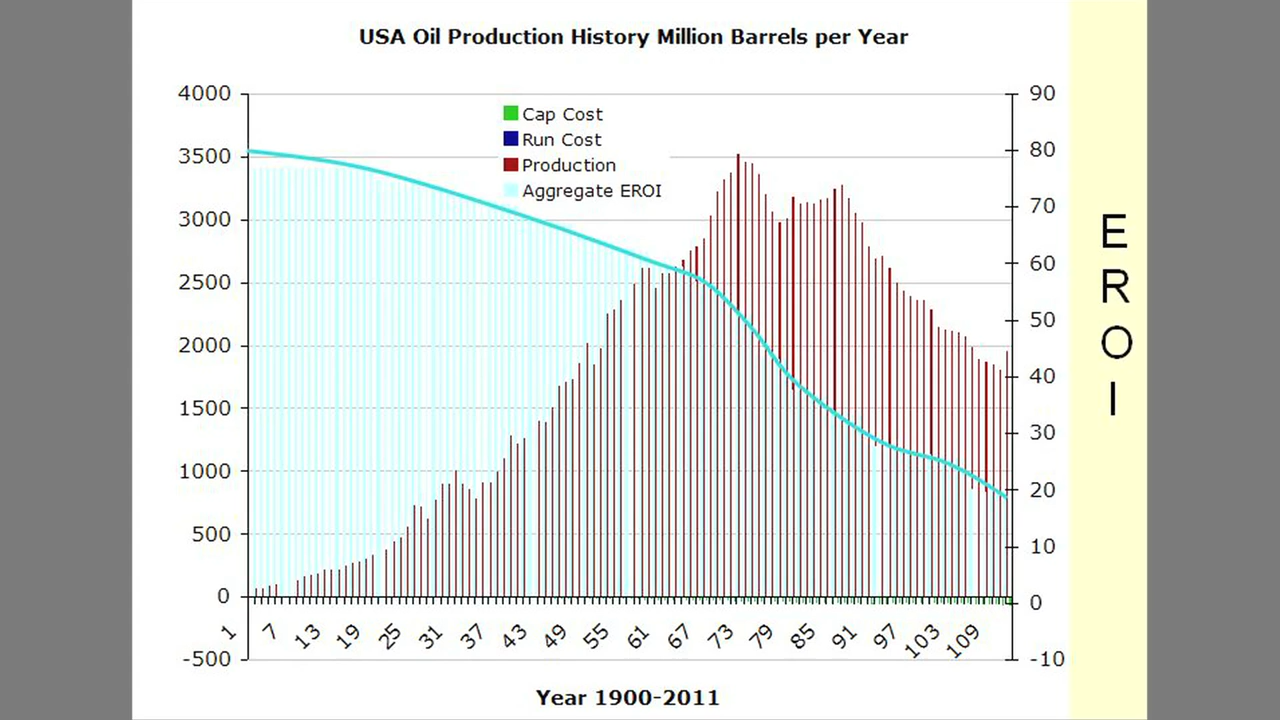 USA Oil Production History Million Barrels per Year
4000
3500
3000
2500
2000
1500
1000
500
0
-500
Cap Cost
Run Cost
Production
Aggregate EROI
90
80
70
60
50
40
30
20
10
0
-10
E
R
O
I
1 7 13 19 25 31 37 43 49 55 61 67 73 79 85 91 97 103 109
Year 1900-2011